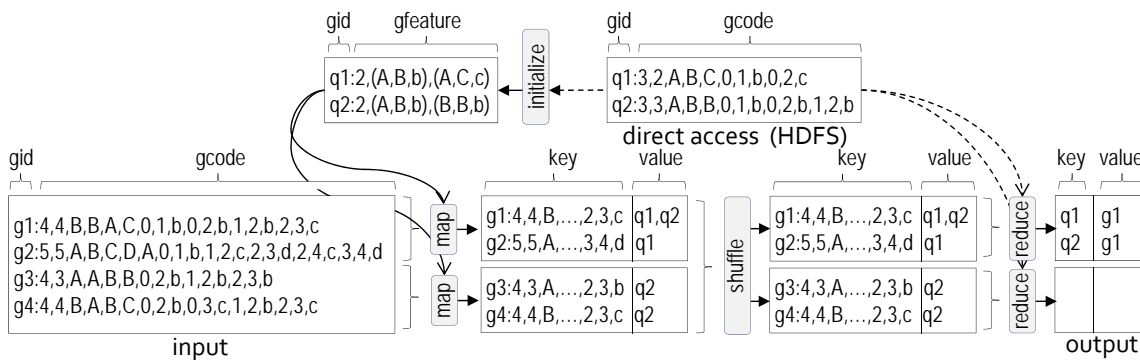 gid gfeature gid gcode
q1:2,(A,B,b),(A,C,c)
q2:2,(A,B,b),(B,B,b)
initialize
q1:3,2,A,B,C,0,1,b,0,2,c
q2:3,3,A,B,B,0,1,b,0,2,b,1,2,b
direct access (HDFS)
gid gcode key value key value key value
g1:4,4,B,B,A,C,0,1,b,0,2,b,1,2,b,2,3,c
g2:5,5,A,B,C,D,A,0,1,b,1,2,c,2,3,d,2,4,c,3,4,d
g3:4,3,A,A,B,B,0,2,b,1,2,b,2,3,b
g4:4,4,B,A,B,C,0,2,b,0,3,c,1,2,b,2,3,c
input
map
map
g1:4,4,B,...,2,3,c q1,q2
g2:5,5,A,...,3,4,d q1
g3:4,3,A,...,2,3,b q2
g4:4,4,B,...,2,3,c q2
shuffle
g1:4,4,B,...,2,3,c q1,q2
g2:5,5,A,...,3,4,d q1
g3:4,3,A,...,2,3,b q2
g4:4,4,B,...,2,3,c q2
reduce
reduce
q1 g1
q2 g1
output